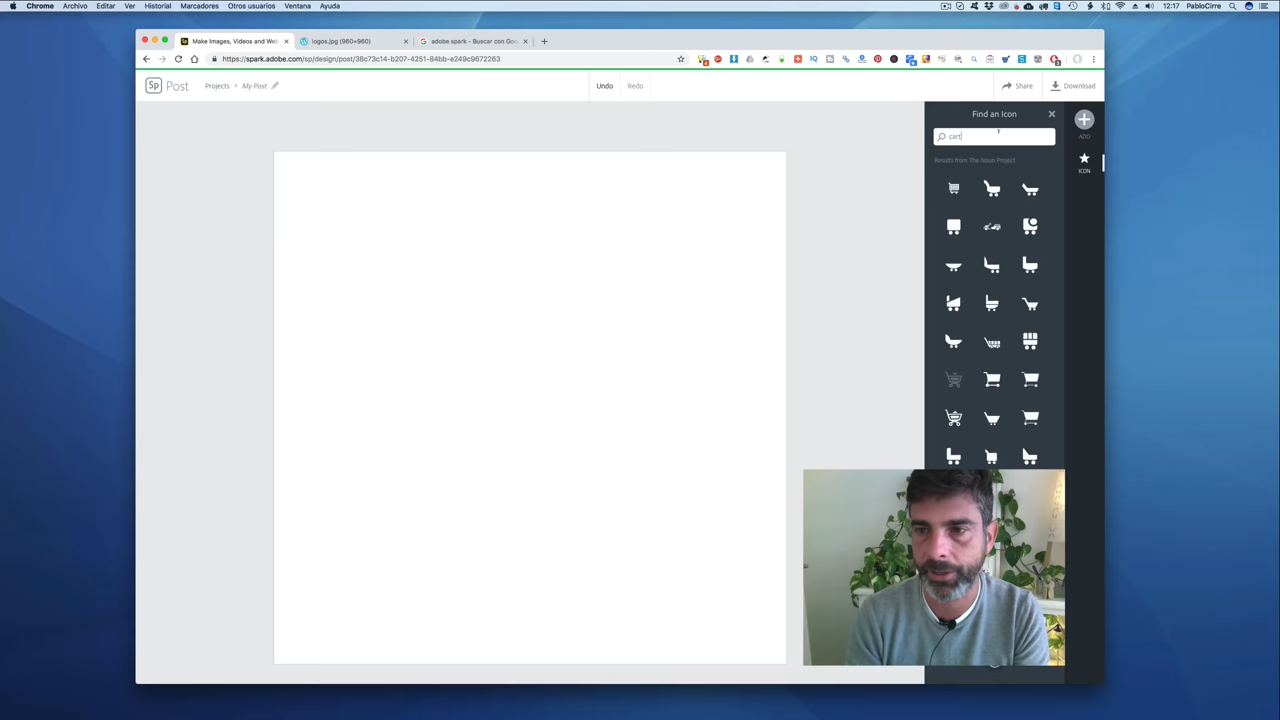 Chrome Archivo Editar Ver Historial Otros usuarios Marcadores Ventana Ayuda 12:17 PabloCirre
Make Images, Videos and Web logos.jpg (960×960) adobe spark - Buscar con Goo
https://spark.adobe.com/sp/design/post/38c73c14-b207-4251-84bb-e249c9672263
Sp Post Projects > My Post Undo Redo Share Download
Find an Icon
ADD
cart
Results from The Noun Project
ICON